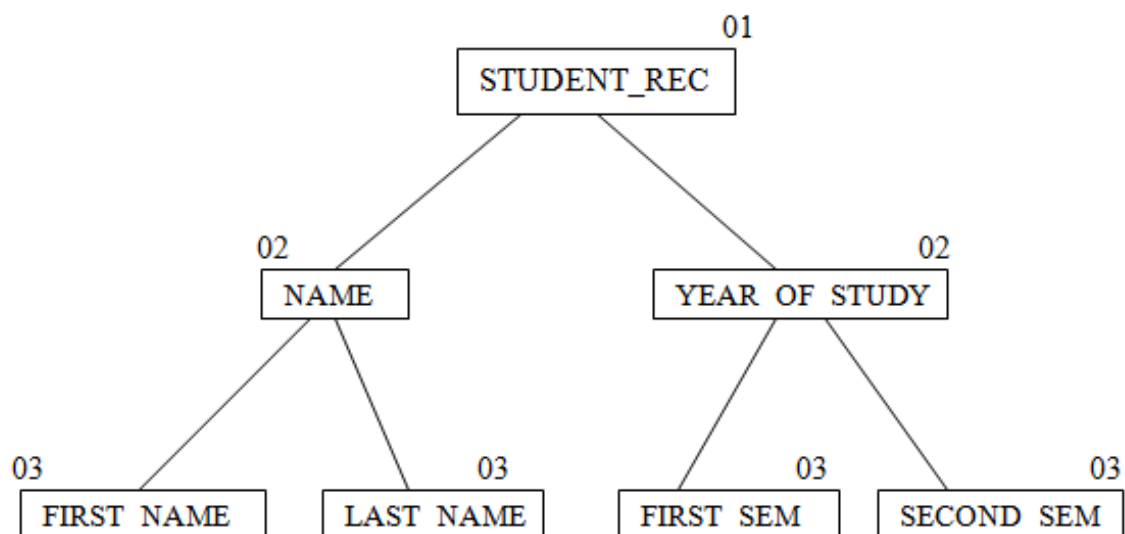 01
STUDENT_REC
02
02
NAME
YEAR OF STUDY
03
03
03
03
FIRST NAME
LAST NAME
FIRST SEM
SECOND SEM